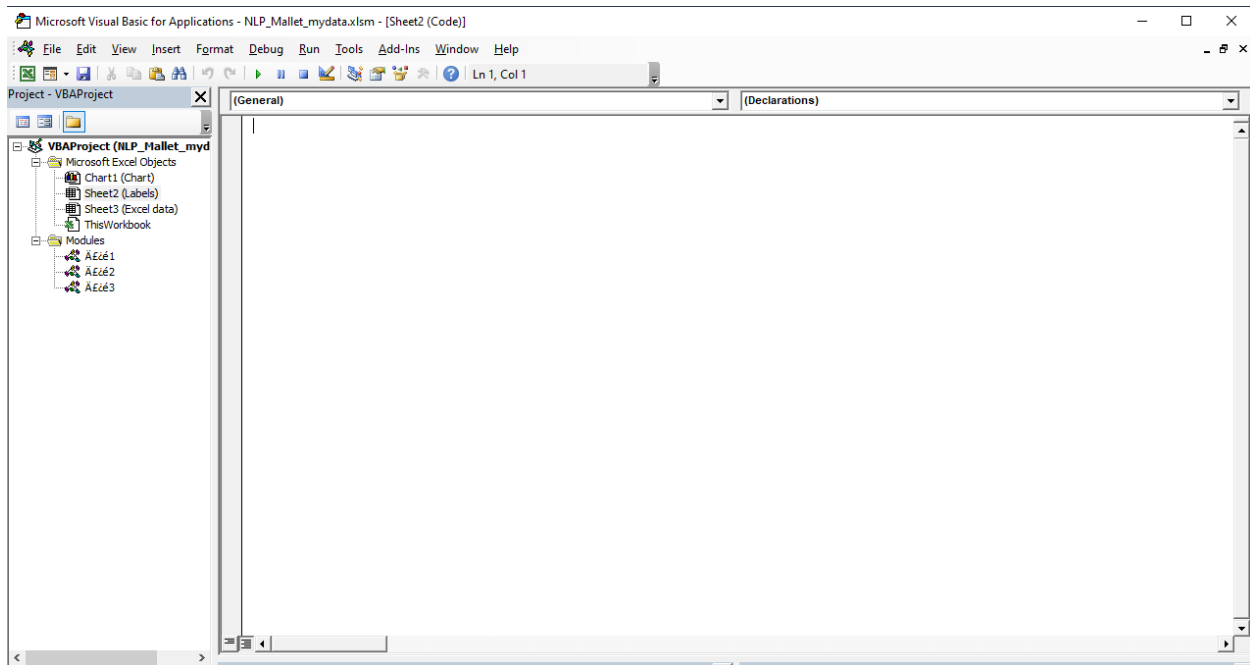 Microsoft Visual Basic for Applications - NLP_Mallet_mydata.xlsm - [Sheet2 (Code)]
File Edit View Insert Format Debug Run Tools Add-Ins Window Help
Ln 1, Col 1
Project - VBAProject
(General)
(Declarations)
VBAProject (NLP_Mallet_myd
Microsoft Excel Objects
Chart1 (Chart)
Sheet2 (Labels)
Sheet3 (Excel data)
ThisWorkbook
Modules
Ä£¿é1
Ä£¿é2
Ä£¿é3